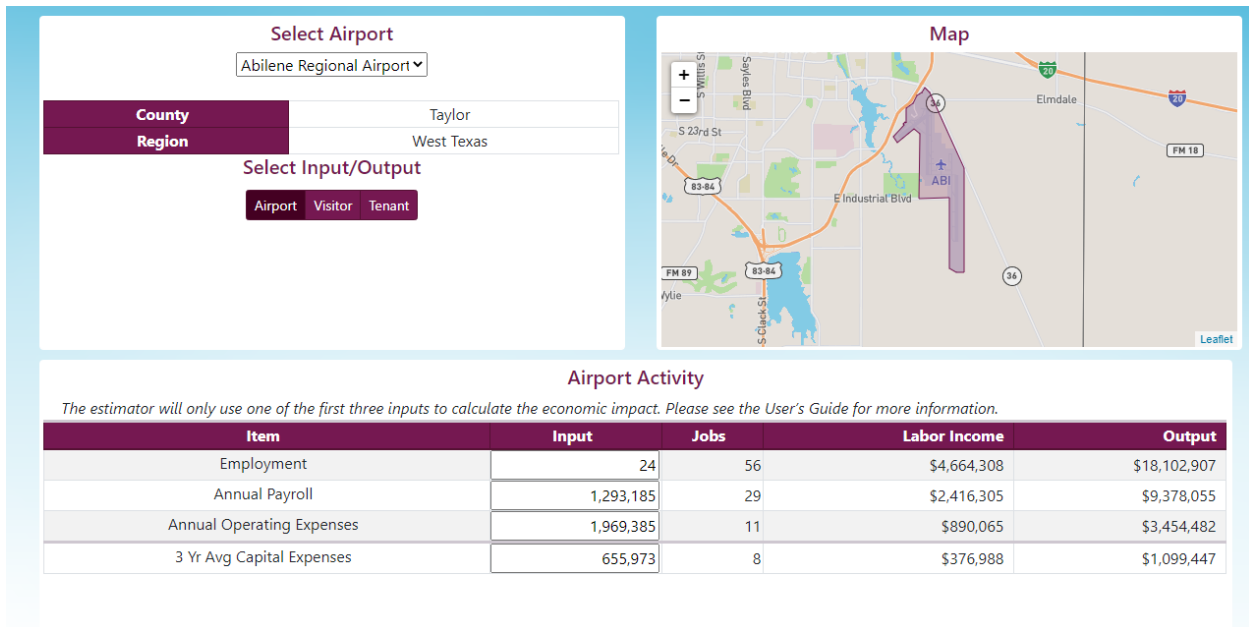 Select Airport
Abilene Regional Airport
County Taylor
Region West Texas
Select Input/Output
Airport Visitor Tenant
Map
+
−
S Willis St
Sayles Blvd
S 23rd St
83-84
E Industrial Blvd
36
ABI
20
Elmdale
20
FM 18
FM 89
83-84
36
S Clack St
Leaflet
Airport Activity
The estimator will only use one of the first three inputs to calculate the economic impact. Please see the User's Guide for more information.
Item Input Jobs Labor Income Output
Employment 24 56 $4,664,308 $18,102,907
Annual Payroll 1,293,185 29 $2,416,305 $9,378,055
Annual Operating Expenses 1,969,385 11 $890,065 $3,454,482
3 Yr Avg Capital Expenses 655,973 8 $376,988 $1,099,447